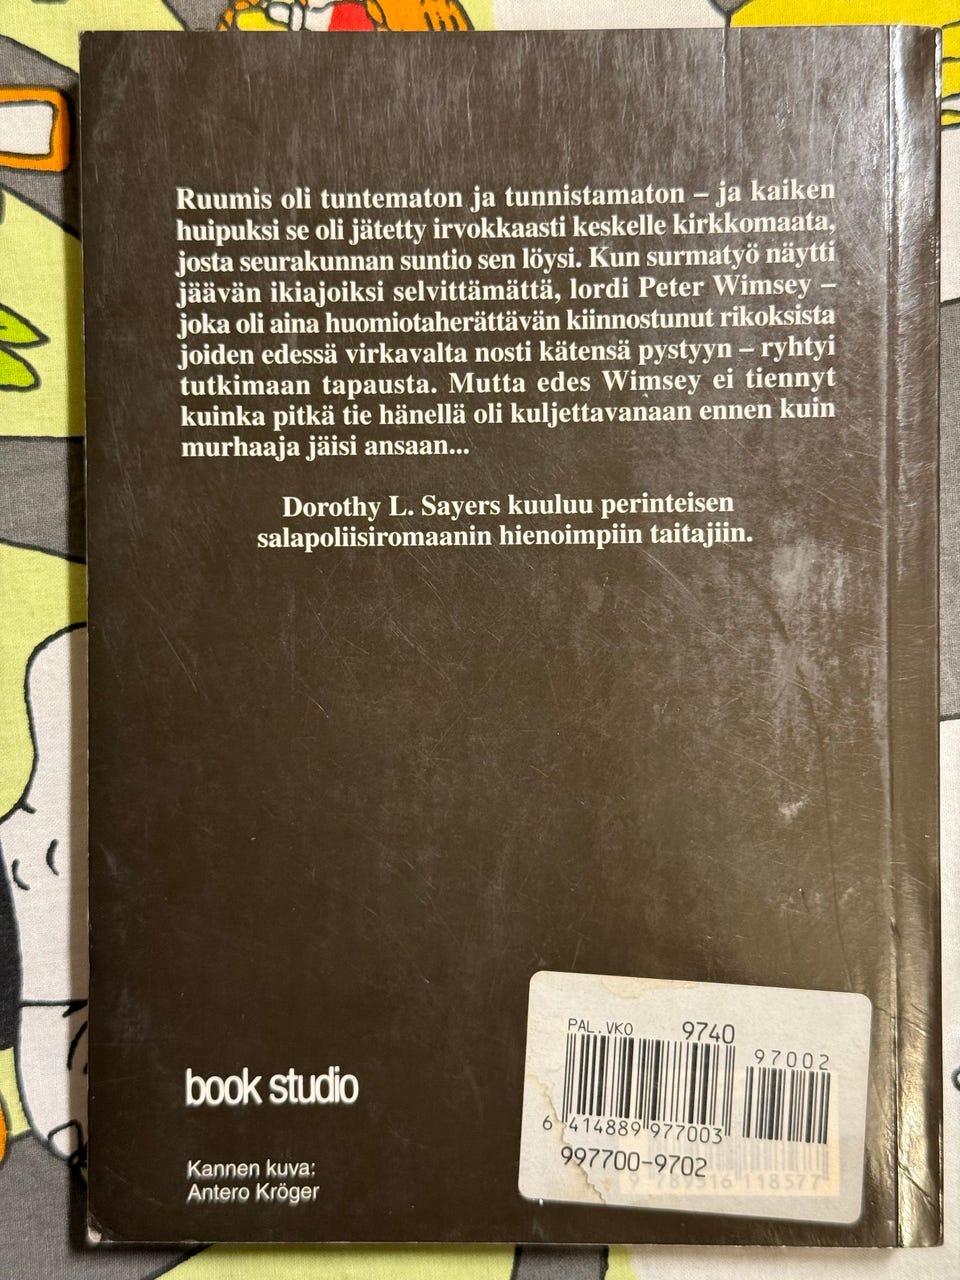 Ruumis oli tuntematon ja tunnistamaton – ja kaiken
huipuksi se oli jätetty irvokkaasti keskelle kirkkomaata,
josta seurakunnan suntio sen löysi. Kun surmatyö näytti
jäävän ikiajoiksi selvittämättä, lordi Peter Wimsey –
joka oli aina huomiotaherättävän kiinnostunut rikoksista
joiden edessä virkavalta nosti kätensä pystyyn – ryhtyi
tutkimaan tapausta. Mutta edes Wimsey ei tiennyt
kuinka pitkä tie hänellä oli kuljettavanaan ennen kuin
murhaaja jäisi ansaan...
Dorothy L. Sayers kuuluu perinteisen
salapoliisiromaanin hienoimpiin taitajiin.
book studio
Kannen kuva:
Antero Kröger
PAL.VKO 9740
97002
6 414889 977003
997700-9702
9 789516 118577